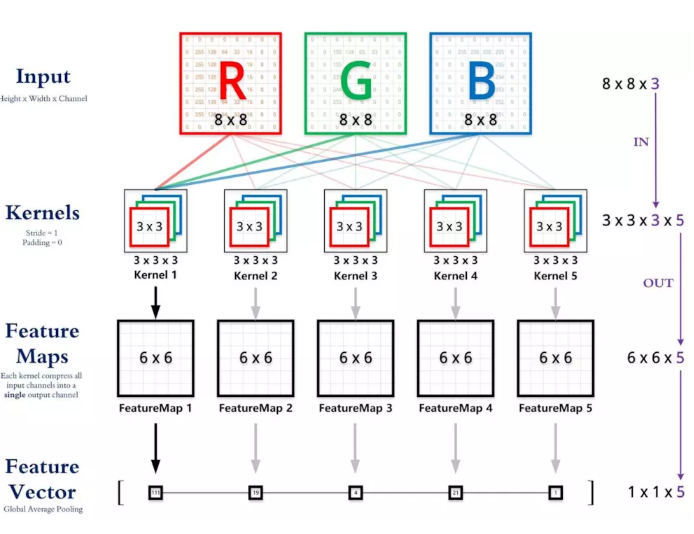 Input
Height x Width x Channel
R
8 x 8
G
8 x 8
B
8 x 8
8 x 8 x 3
IN
Kernels
Stride = 1
Padding = 0
3 x 3
3 x 3
3 x 3
3 x 3
3 x 3
3 x 3 x 3
3 x 3 x 3
3 x 3 x 3
3 x 3 x 3
3 x 3 x 3
Kernel 1
Kernel 2
Kernel 3
Kernel 4
Kernel 5
3 x 3 x 3 x 5
OUT
Feature
Maps
Each kernel compress all
input channels into a
single output channel
6 x 6
6 x 6
6 x 6
6 x 6
6 x 6
FeatureMap 1
FeatureMap 2
FeatureMap 3
FeatureMap 4
FeatureMap 5
6 x 6 x 5
Feature
Vector
Global Average Pooling
[
19
4
21
1
]
1 x 1 x 5